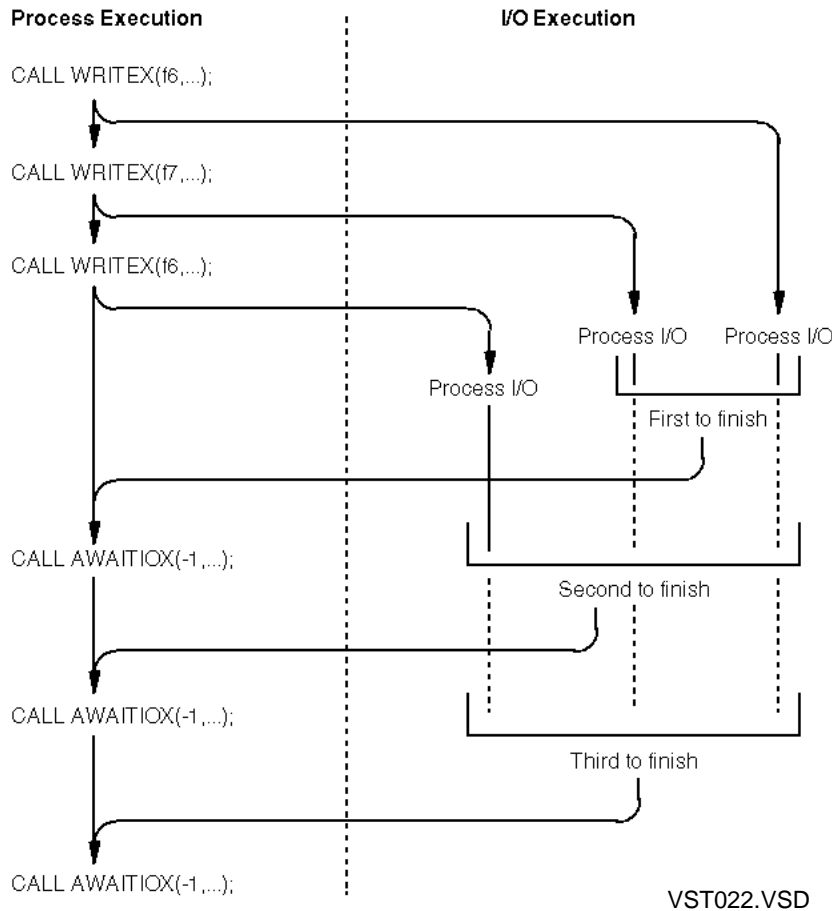 Process Execution
I/O Execution
CALL WRITEX(f6,...);
CALL WRITEX(f7,...);
CALL WRITEX(f6,...);
Process I/O
Process I/O
Process I/O
First to finish
CALL AWAITIOX(-1,...);
Second to finish
CALL AWAITIOX(-1,...);
Third to finish
CALL AWAITIOX(-1,...);
VST022.VSD